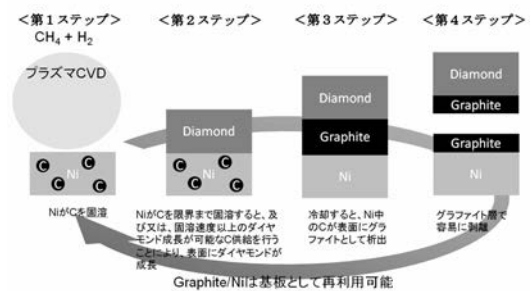 <第１ステップ>
CH4 + H2
プラズマCVD
Ni
C
C
C
C
NiがCを固溶
<第２ステップ>
Diamond
Ni
C
C
C
C
NiがCを限界まで固溶すると、及
び又は、固溶速度以上のダイヤ
モンド成長が可能なC供給を行う
ことにより、表面にダイヤモンドが
成長
<第３ステップ>
Diamond
Graphite
Ni
冷却すると、Ni中
のCが表面にグラ
ファイトとして析出
<第４ステップ>
Diamond
Graphite
Graphite
Ni
グラファイト層で
容易に剥離
Graphite/Niは基板として再利用可能